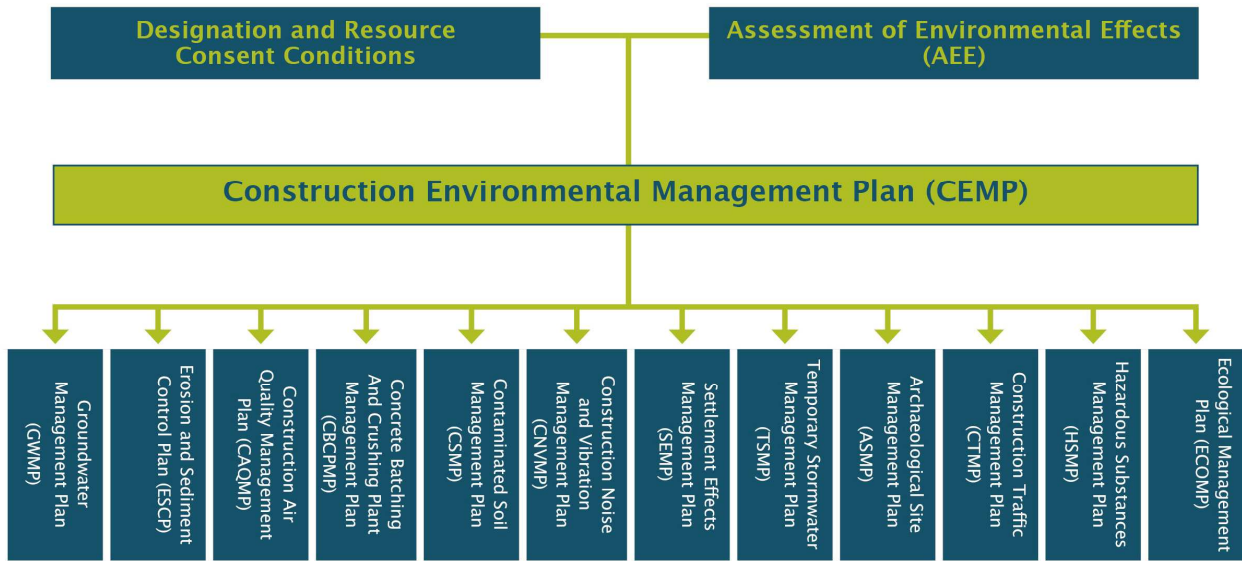 Designation and Resource
Consent Conditions
Assessment of Environmental Effects
(AEE)
Construction Environmental Management Plan (CEMP)
Groundwater
Management Plan
(GWMP)
Erosion and Sediment
Control Plan (ESCP)
Construction Air
Quality Management
Plan (CAQMP)
Concrete Batching
And Crushing Plant
Management Plan
(CBCPMP)
Contaminated Soil
Management Plan
(CSMP)
Construction Noise
and Vibration
Management Plan
(CNVMP)
Settlement Effects
Management Plan
(SEMP)
Temporary Stormwater
Management Plan
(TSMP)
Archaeological Site
Management Plan
(ASMP)
Construction Traffic
Management Plan
(CTMP)
Hazardous Substances
Management Plan
(HSMP)
Ecological Management
Plan (ECOMP)